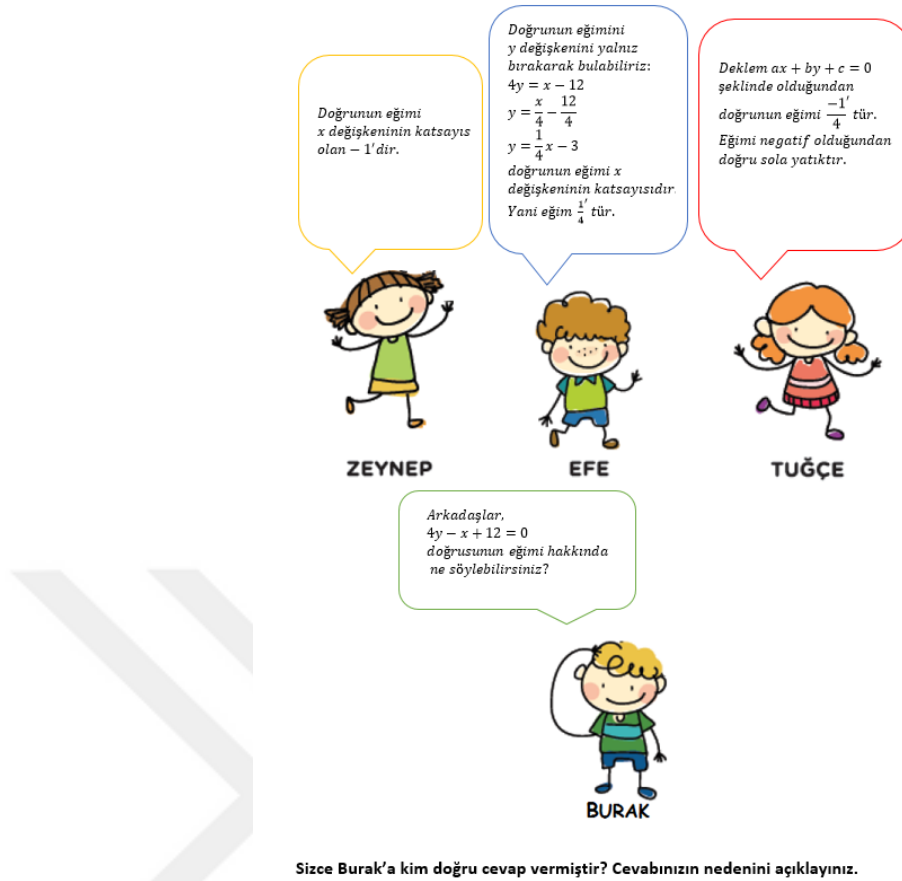 Doğrunun eğimi
x değişkeninin katsayıs
olan − 1'dir.
Doğrunun eğimini
y değişkenini yalnız
bırakarak bulabiliriz:
4y = x − 12
y = x/4 − 12/4
y = 1/4 x − 3
doğrunun eğimi x
değişkeninin katsayısıdır
Yani eğim 1/4' tür.
Deklem ax + by + c = 0
şeklinde olduğundan
doğrunun eğimi −1/4' tür.
Eğimi negatif olduğundan
doğru sola yatıktır.
ZEYNEP
EFE
TUĞÇE
Arkadaşlar,
4y − x + 12 = 0
doğrusunun eğimi hakkında
ne söylebilirsiniz?
BURAK
Sizce Burak'a kim doğru cevap vermiştir? Cevabınızın nedenini açıklayınız.